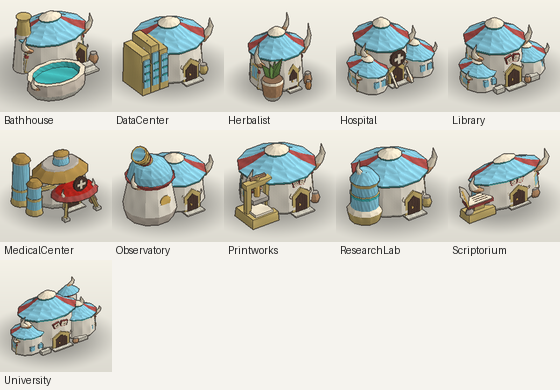 Bathhouse
DataCenter
Herbalist
Hospital
Library
MedicalCenter
Observatory
Printworks
ResearchLab
Scriptorium
University